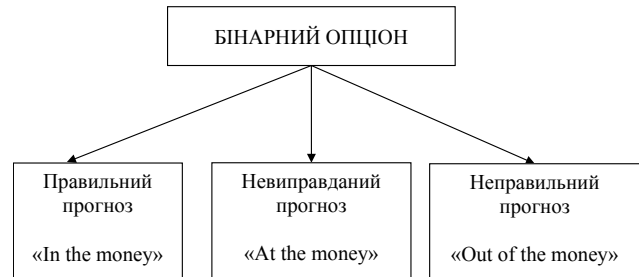 БІНАРНИЙ ОПЦІОН
Правильний
прогноз
«In the money»
Невиправданий
прогноз
«At the money»
Неправильний
прогноз
«Out of the money»